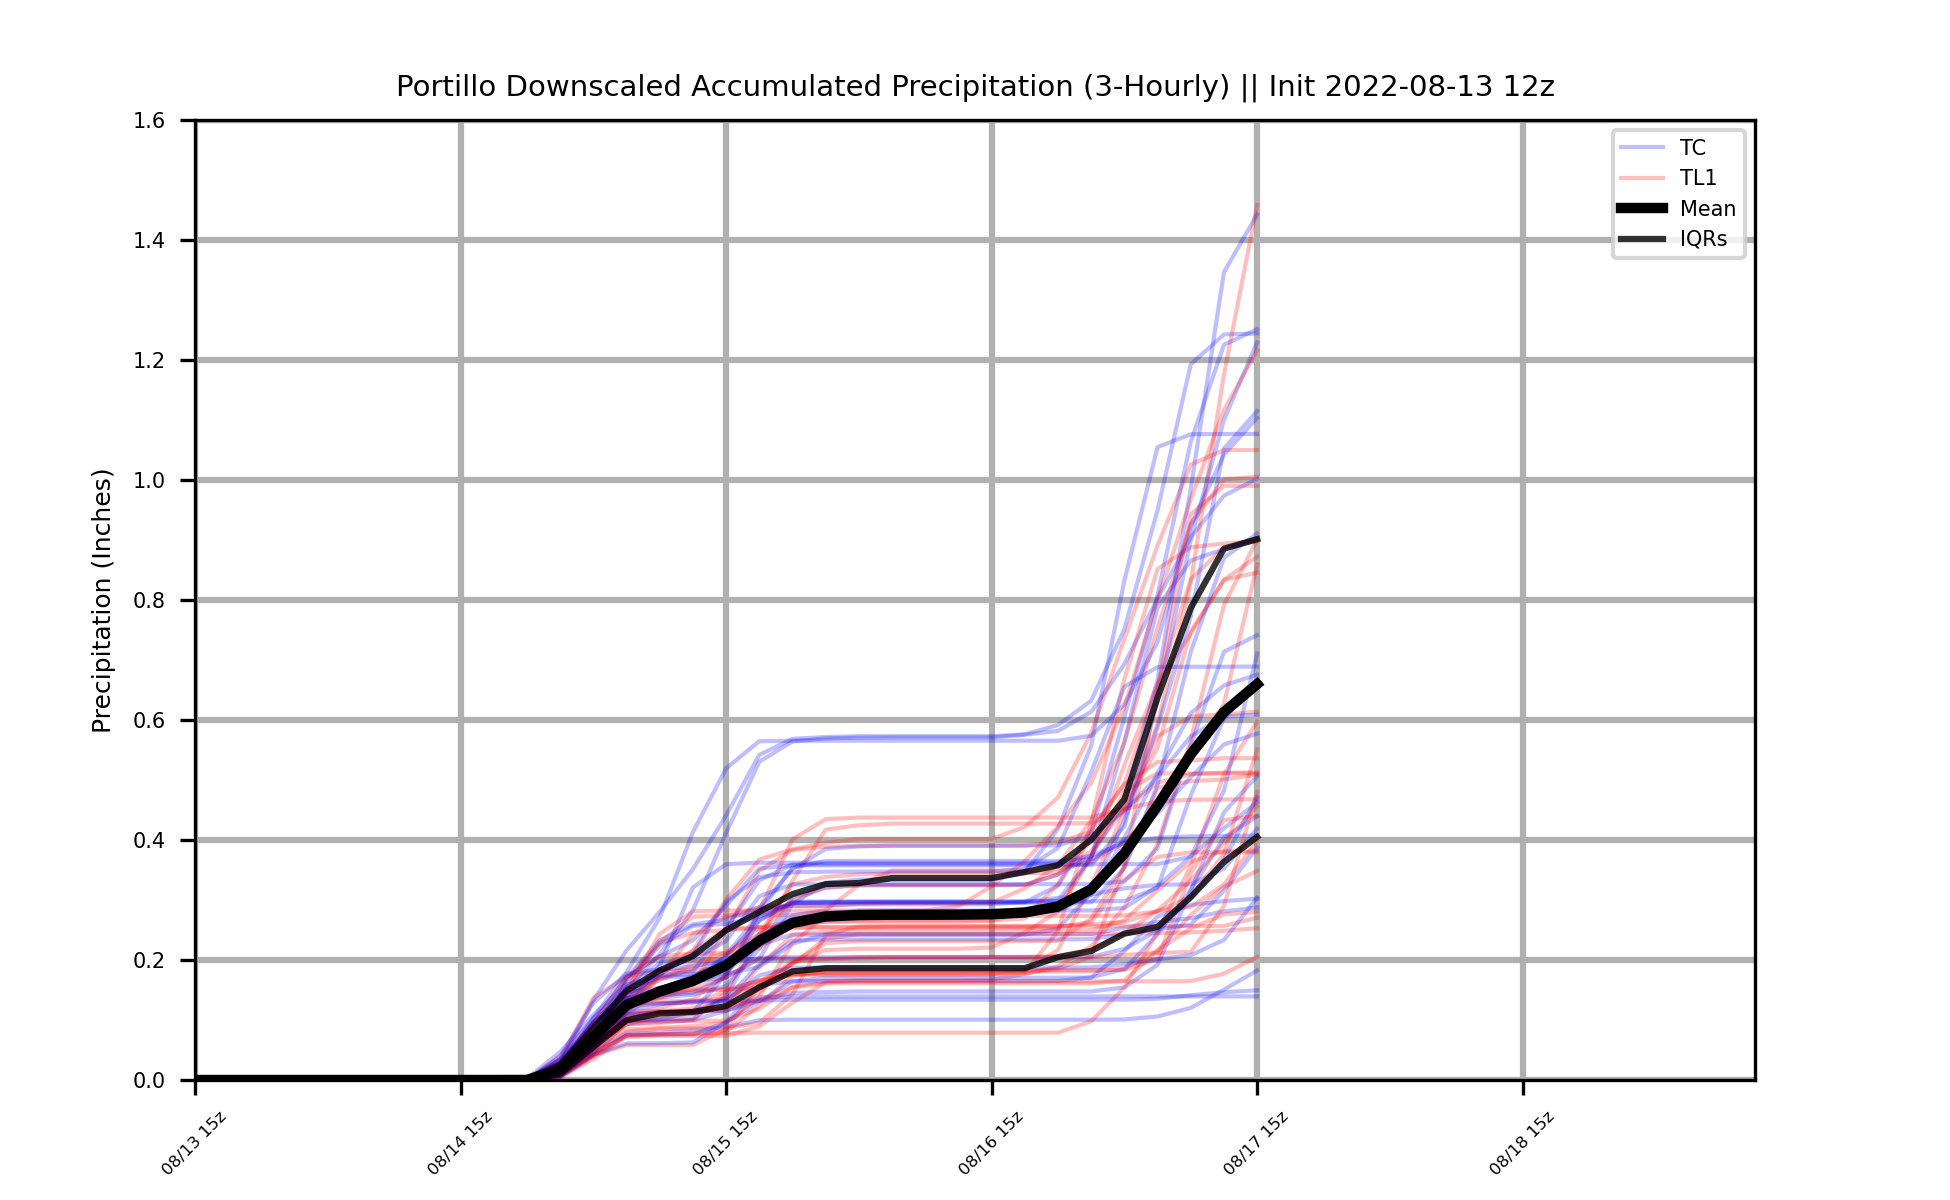 Portillo Downscaled Accumulated Precipitation (3-Hourly) || Init 2022-08-13 12z
Precipitation (Inches)
1.6
1.4
1.2
1.0
0.8
0.6
0.4
0.2
0.0
TC
TL1
Mean
IQRs
08/13 15z
08/14 15z
08/15 15z
08/16 15z
08/17 15z
08/18 15z